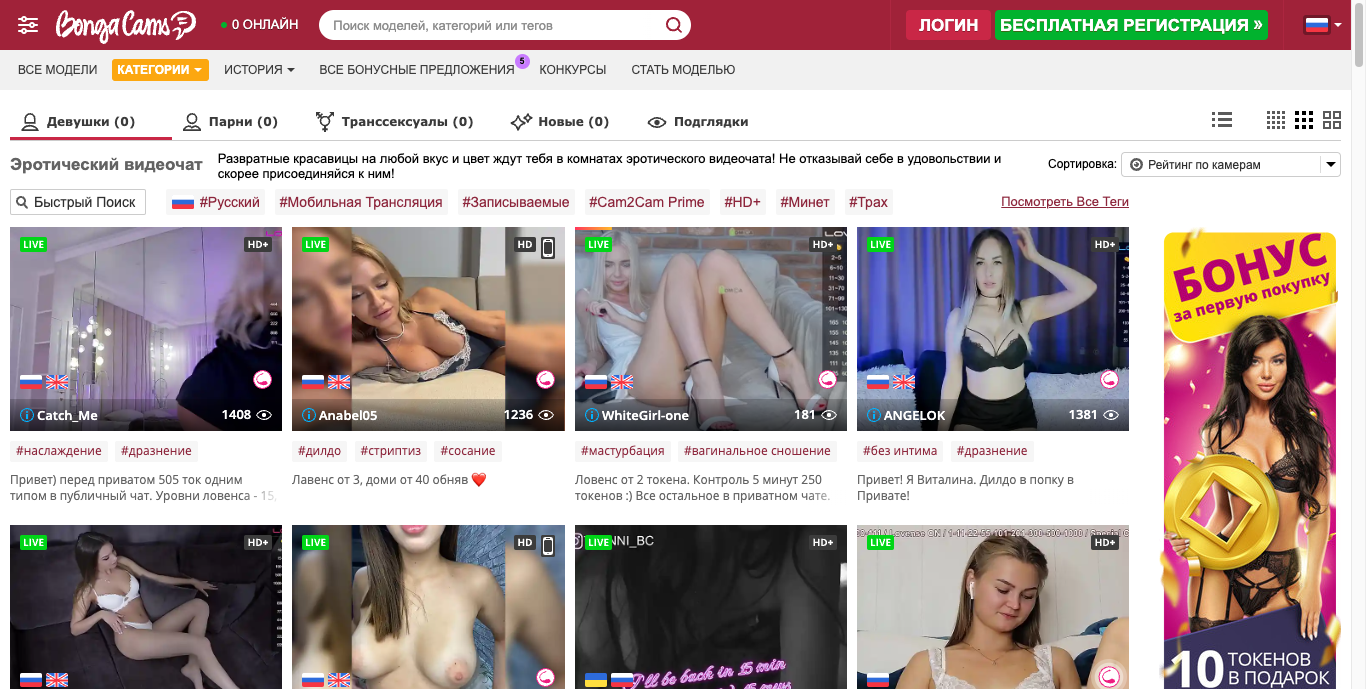 BongaCams
0 ОНЛАЙН
Поиск моделей, категорий или тегов
ЛОГИН
БЕСПЛАТНАЯ РЕГИСТРАЦИЯ »
ВСЕ МОДЕЛИ
КАТЕГОРИИ
ИСТОРИЯ
ВСЕ БОНУСНЫЕ ПРЕДЛОЖЕНИЯ
5
КОНКУРСЫ
СТАТЬ МОДЕЛЬЮ
Девушки (0)
Парни (0)
Транссексуалы (0)
Новые (0)
Подглядки
Эротический видеочат
Развратные красавицы на любой вкус и цвет ждут тебя в комнатах эротического видеочата! Не отказывай себе в удовольствии и
скорее присоединяйся к ним!
Сортировка:
Рейтинг по камерам
Быстрый Поиск
#Русский
#Мобильная Трансляция
#Записываемые
#Cam2Cam Prime
#HD+
#Минет
#Трах
Посмотреть Все Теги
LIVE
HD+
Catch_Me
1408
#наслаждение
#дразнение
Привет) перед приватом 505 ток одним
типом в публичный чат. Уровни ловенса - 15,
LIVE
HD
Anabel05
1236
#дилдо
#стриптиз
#сосание
Лавенс от 3, доми от 40 обняв ❤️
LIVE
HD+
WhiteGirl-one
181
#мастурбация
#вагинальное сношение
Ловенс от 2 токена. Контроль 5 минут 250
токенов :) Все остальное в приватном чате.
LIVE
HD+
ANGELOK
1381
#без интима
#дразнение
Привет! Я Виталина. Дилдо в попку в
Привате!
БОНУС
за первую покупку
10 ТОКЕНОВ
В ПОДАРОК
LIVE
HD+
LIVE
HD
LIVE
NNI_BC
HD+
I'll be back in 15 min
LIVE
HD+